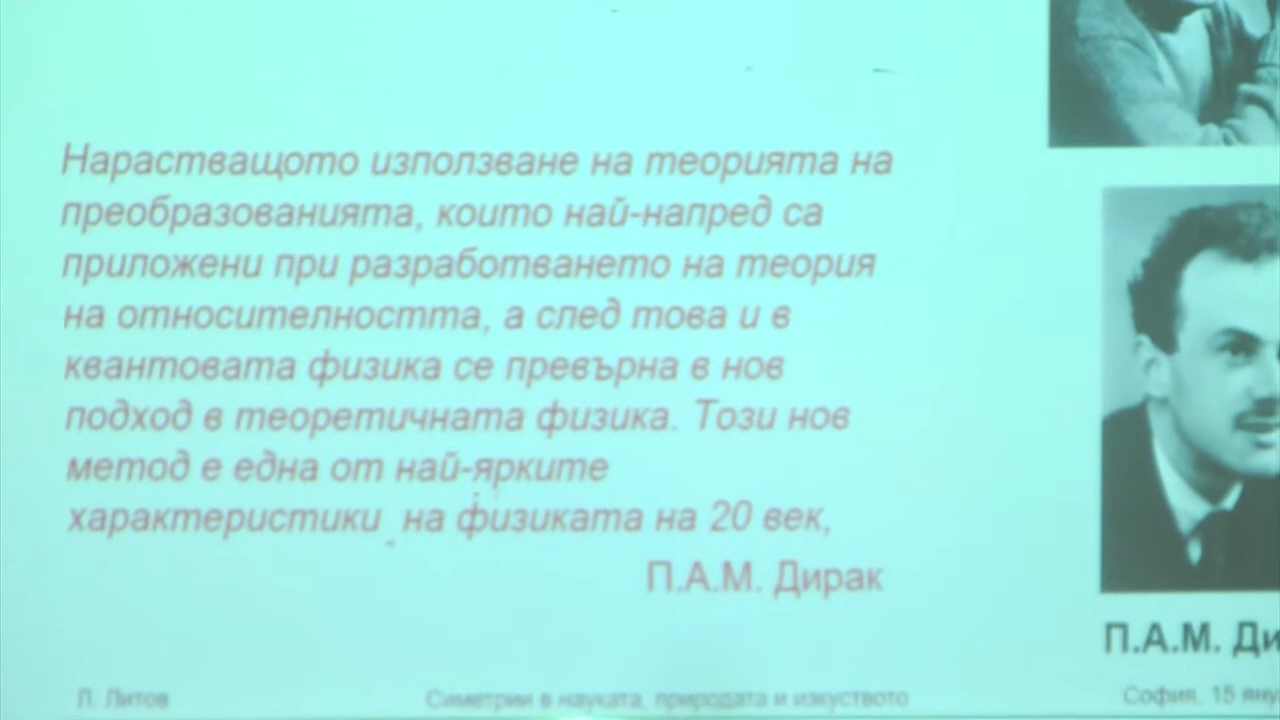 Нарастващото използване на теорията на
преобразованията, които най-напред са
приложени при разработването на теория
на относителността, а след това и в
квантовата физика се превърна в нов
подход в теоретичната физика. Този нов
метод е една от най-ярките
характеристики на физиката на 20 век,
П.А.М. Дирак
П.А.М. Ди
Л. Литов
Симетрии в науката, природата и изкуството
София, 15 яну